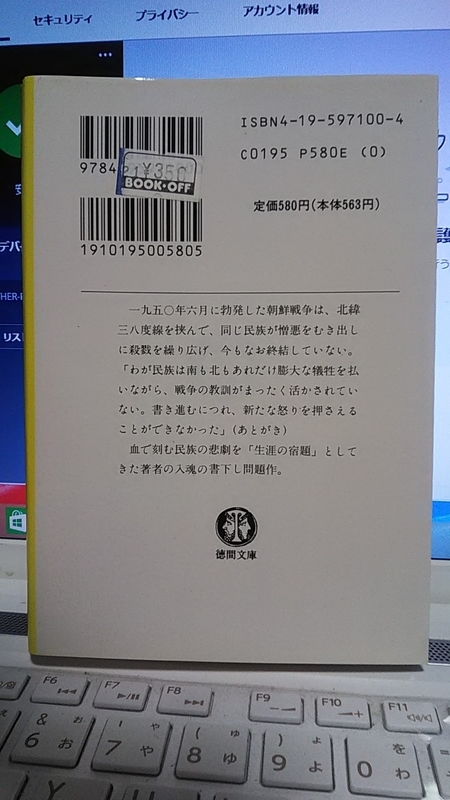 セキュリティ
プライバシー
アカウント情報
ISBN4-19-597100-4
C0195 P580E (0)
9784
¥350
BOOK・OFF
定価580円(本体563円)
1910195005805
一九五〇年六月に勃発した朝鮮戦争は、北緯
三八度線を挟んで、同じ民族が憎悪をむき出し
に殺戮を繰り広げ、今もなお終結していない。
「わが民族は南も北もあれだけ膨大な犠牲を払
いながら、戦争の教訓がまったく活かされてい
ない。書き進むにつれ、新たな怒りを押さえる
ことができなかった」(あとがき)
血で刻む民族の悲劇を「生涯の宿題」として
きた著者の入魂の書下し問題作。
徳間文庫
デバ
リス
F6
F7
F8
F9
F10
F11
& お
6 お
' や
7 や
( ゅ
8 ゆ
) ょ
9 よ
を
0 わ
Y
U